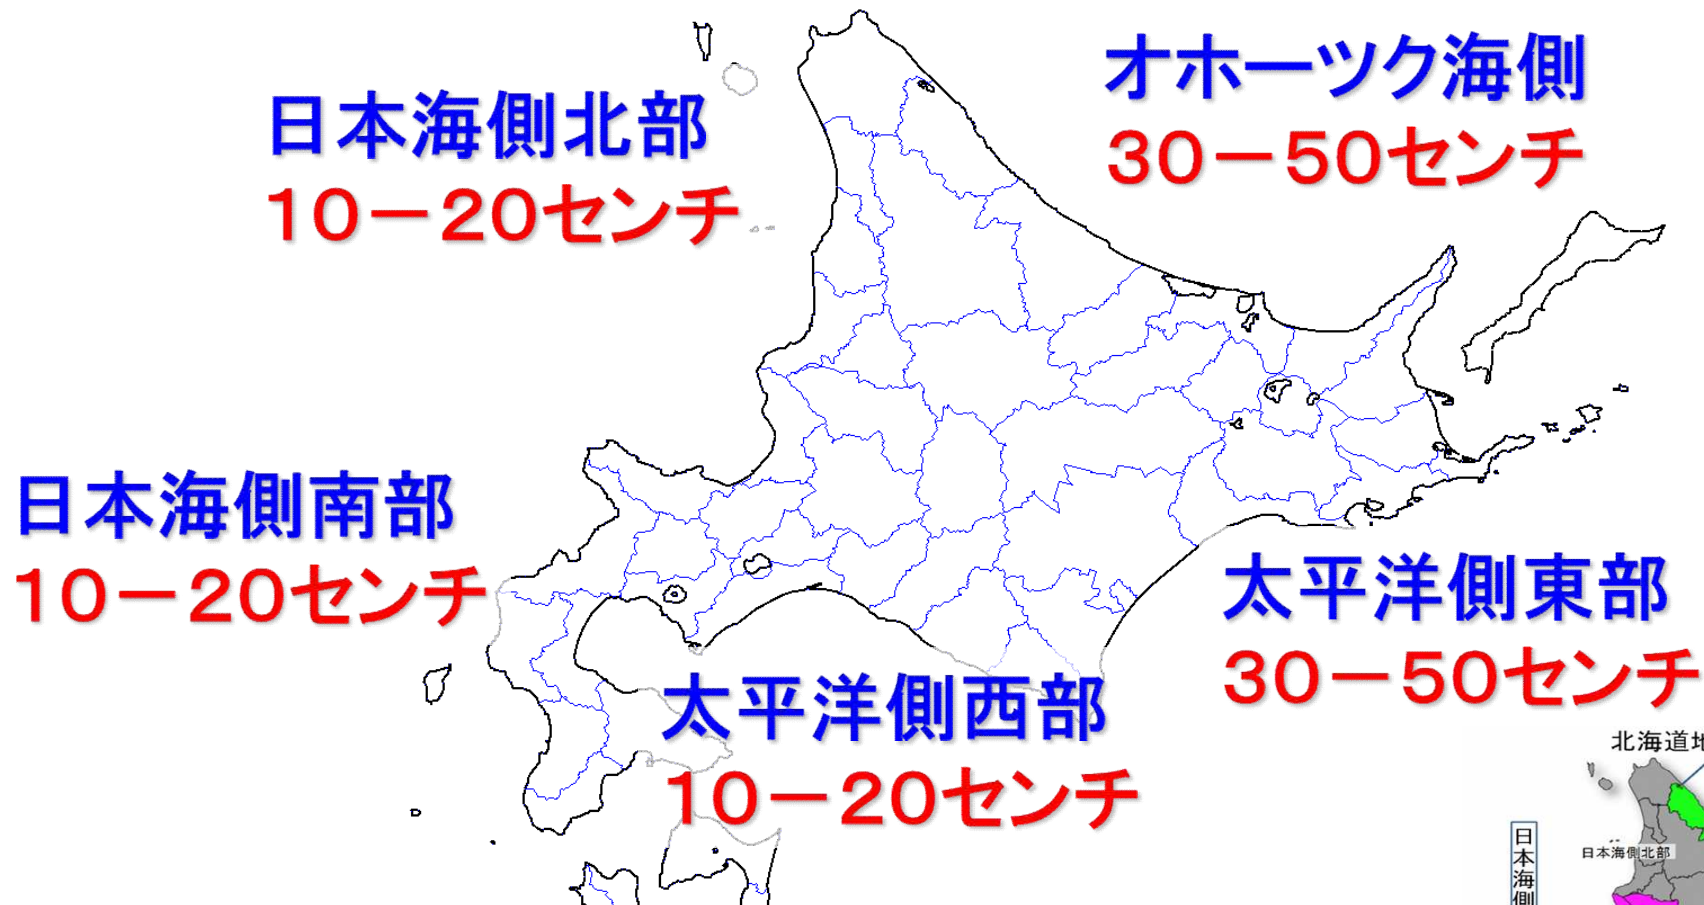 オホーツク海側
30－50センチ
日本海側北部
10－20センチ
日本海側南部
10－20センチ
太平洋側東部
30－50センチ
太平洋側西部
10－20センチ
北海道地
日本海側北部
日本海側